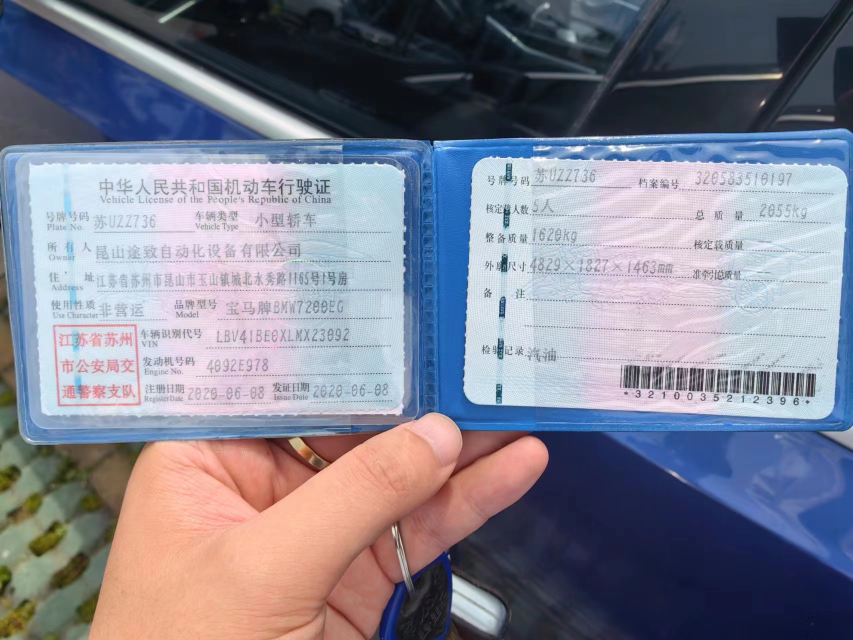 中华人民共和国机动车行驶证
Vehicle License of the People's Republic of China
号牌号码 Plate No. 苏UZZ736 车辆类型 Vehicle Type 小型轿车
所有人 Owner 昆山途致自动化设备有限公司
住址 Address 江苏省苏州市昆山市玉山镇城北水秀路1165号1号房
使用性质 Use Character 非营运 品牌型号 Model 宝马牌BMW7200EG
江苏省苏州
市公安局交
通警察支队
车辆识别代号 VIN LBV41BE0XLMX23092
发动机号码 Engine No. 4092E978
注册日期 Register Date 2020-06-08 发证日期 Issue Date 2020-06-08
号牌号码 苏UZZ736 档案编号 320583510197
核定载人数 5人 总质量 2055kg
整备质量 1620kg 核定载质量 —
外廓尺寸 4829×1827×1463mm 准牵引总质量 —
备注
检验记录 汽油
*3210035212396*